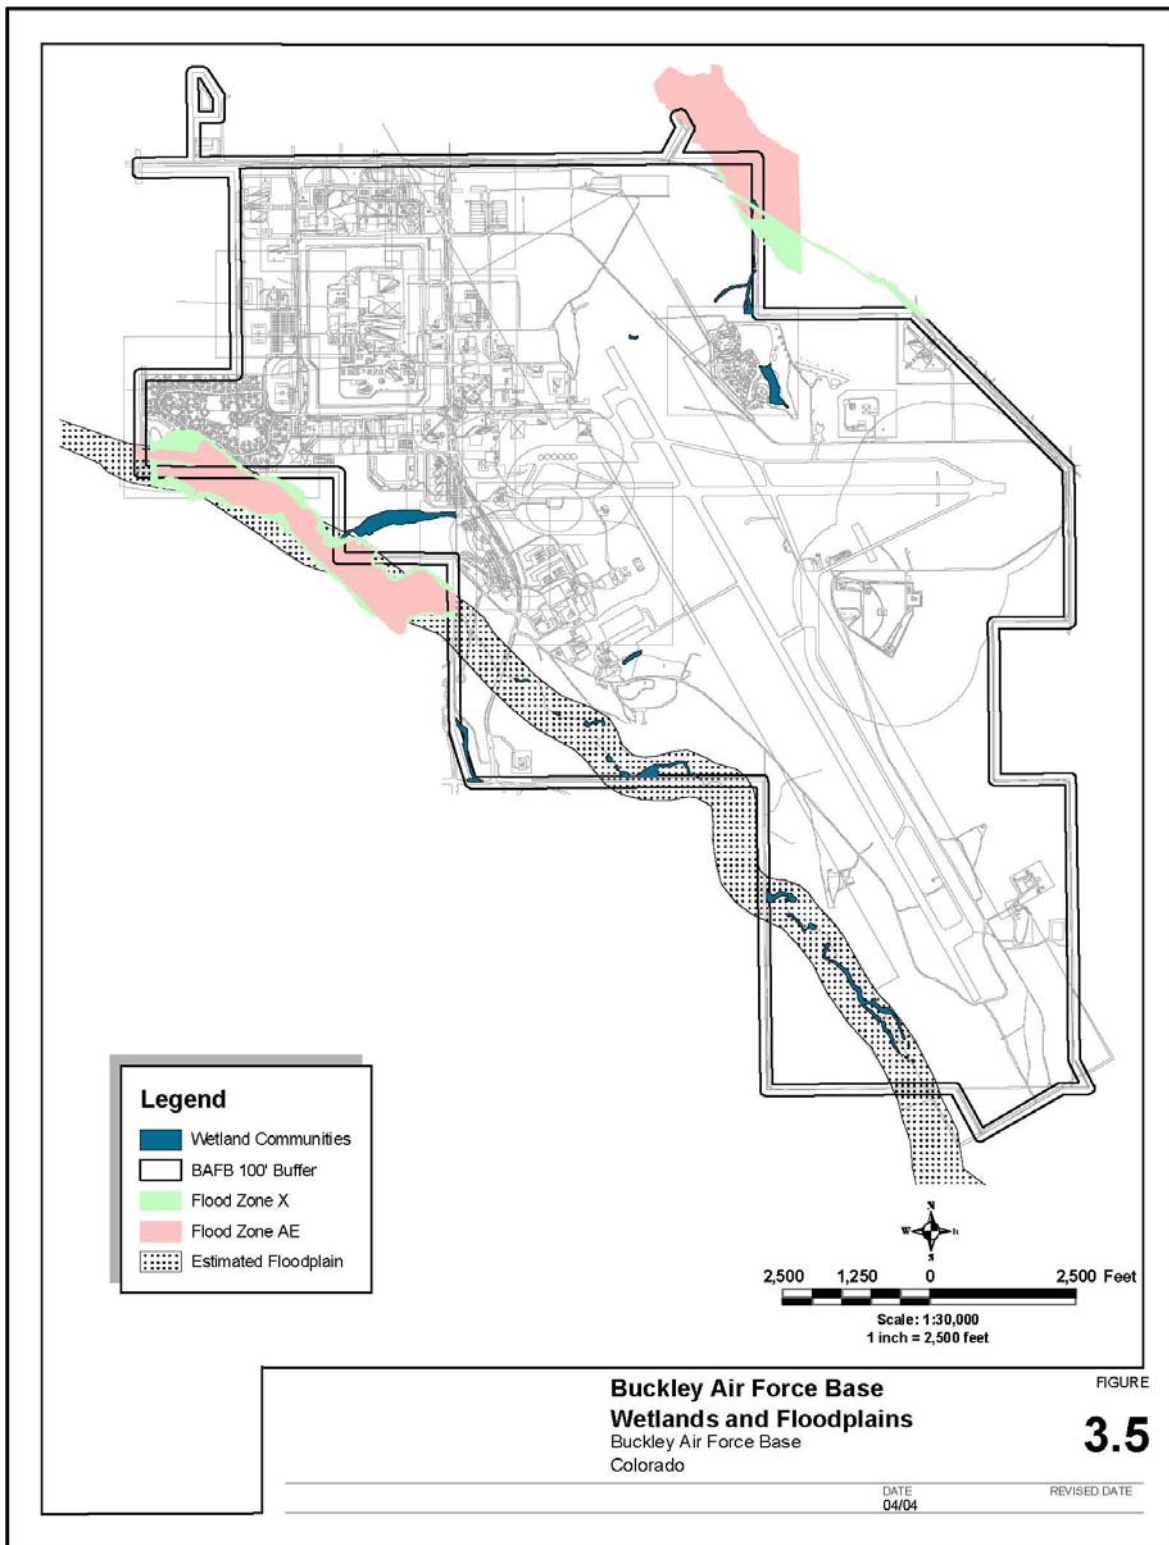 Legend
Wetland Communities
BAFB 100' Buffer
Flood Zone X
Flood Zone AE
Estimated Floodplain
N
W
S
2,500 1,250 0 2,500 Feet
Scale: 1:30,000
1 inch = 2,500 feet
Buckley Air Force Base
Wetlands and Floodplains
Buckley Air Force Base
Colorado
FIGURE
3.5
DATE
04/04
REVISED DATE